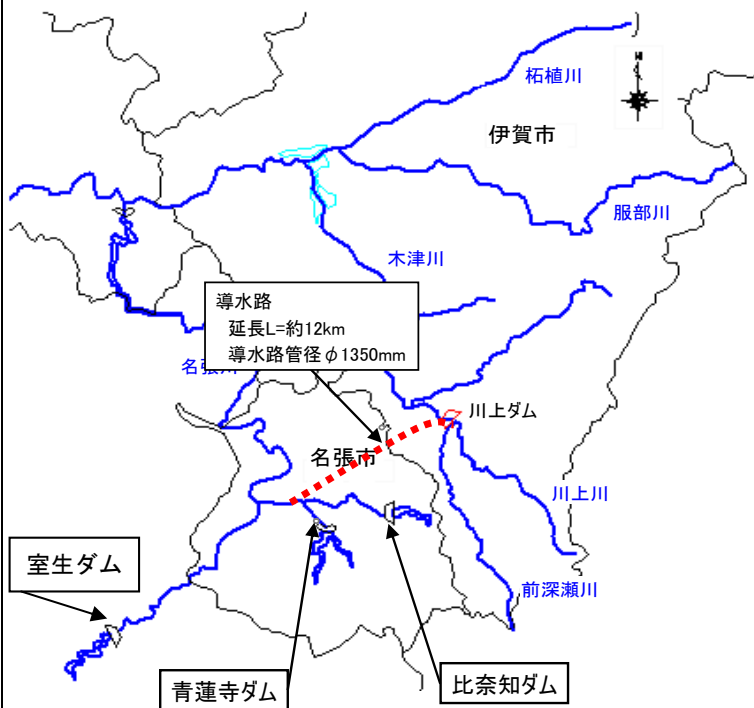 N
柘植川
伊賀市
服部川
木津川
導水路
延長L=約12km
導水路管径φ1350mm
名張川
川上ダム
名張市
川上川
室生ダム
前深瀬川
青蓮寺ダム
比奈知ダム